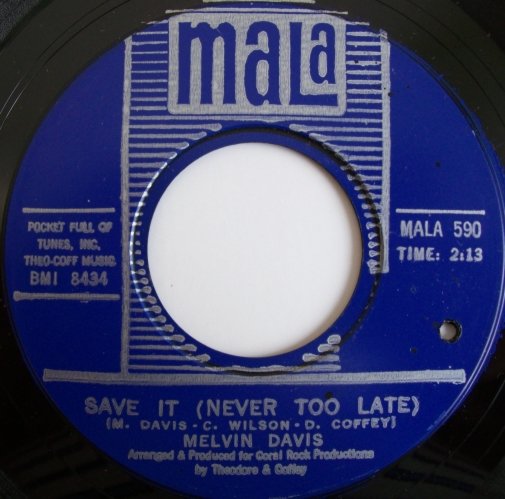 maLa
POCKET FULL OF
TUNES, INC.
THEO-COFF MUSIC
BMI 8434
MALA 590
TIME: 2:13
SAVE IT (NEVER TOO LATE)
(M. DAVIS - C. WILSON - D. COFFEY)
MELVIN DAVIS
Arranged & Produced for Coral Rock Productions
by Theodore & Coffey